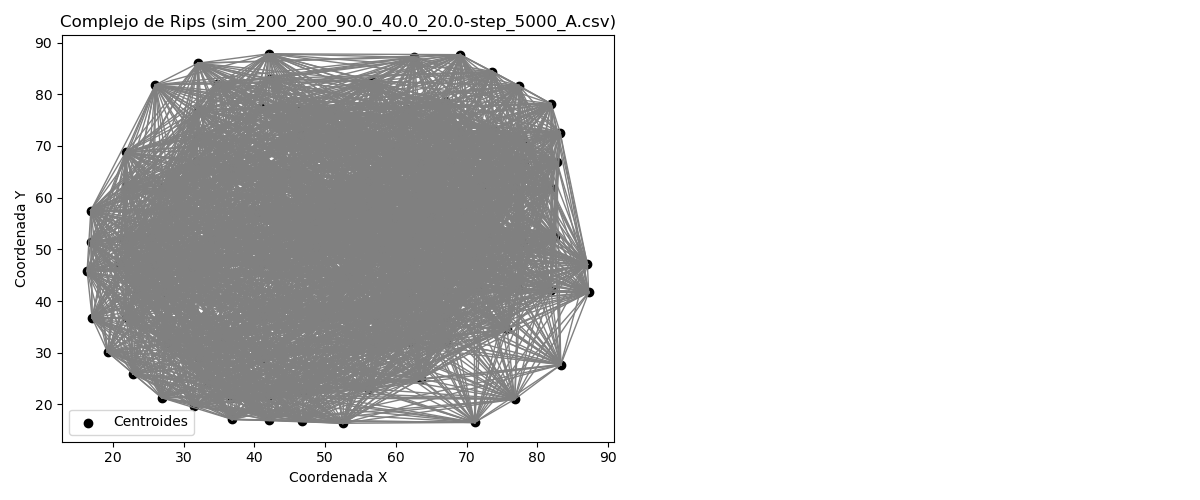 Complejo de Rips (sim_200_200_90.0_40.0_20.0-step_5000_A.csv)
90
80
70
60
50
40
30
20
Coordenada Y
Centroides
20 30 40 50 60 70 80 90
Coordenada X